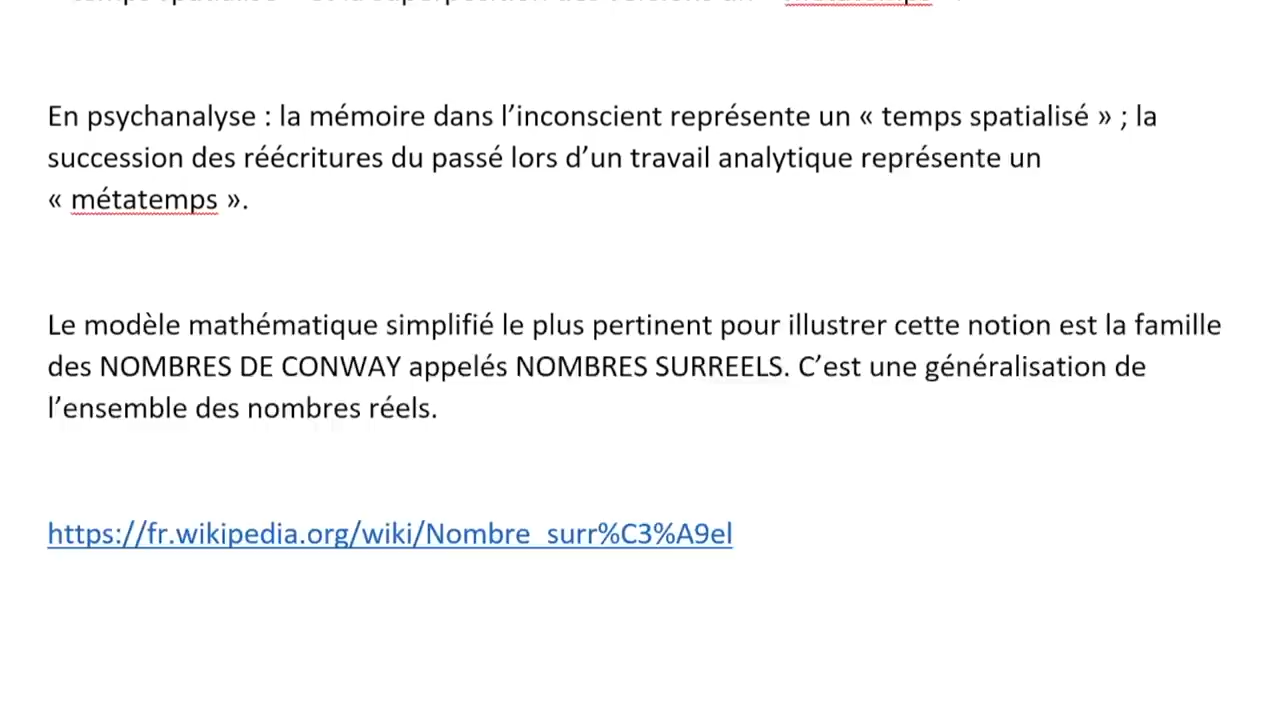 En psychanalyse : la mémoire dans l’inconscient représente un « temps spatialisé » ; la
succession des réécritures du passé lors d’un travail analytique représente un
« métatemps ».
Le modèle mathématique simplifié le plus pertinent pour illustrer cette notion est la famille
des NOMBRES DE CONWAY appelés NOMBRES SURREELS. C’est une généralisation de
l’ensemble des nombres réels.
https://fr.wikipedia.org/wiki/Nombre_surr%C3%A9el